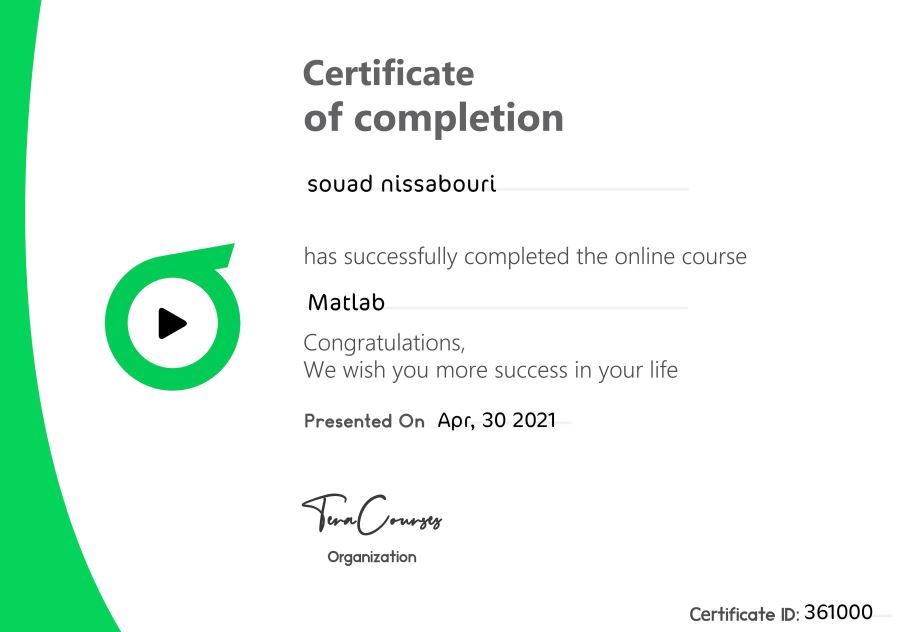 Certificate
of completion
souad nissabouri
has successfully completed the online course
Matlab
Congratulations,
We wish you more success in your life
Presented On Apr, 30 2021
TeraCourses
Organization
Certificate ID: 361000